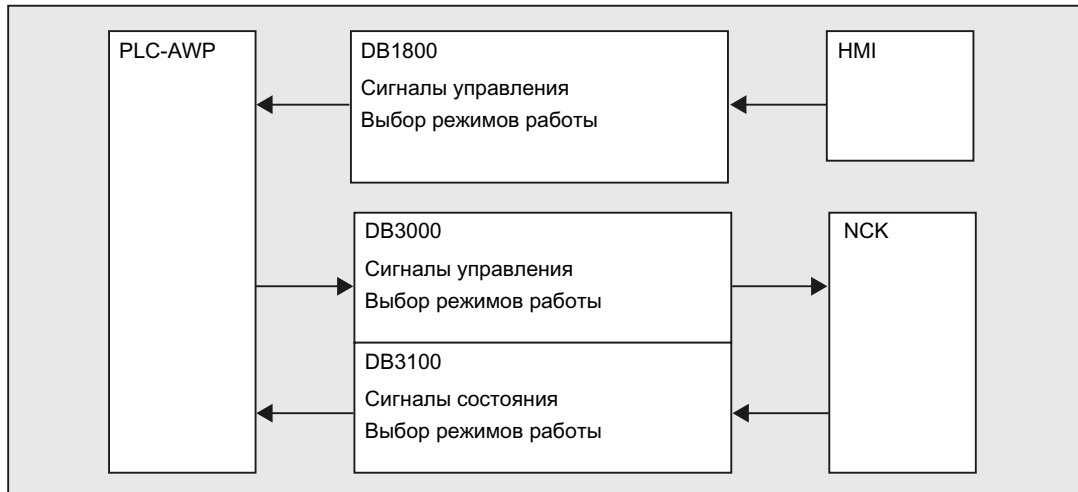 PLC-AWP
DB1800
Сигналы управления
Выбор режимов работы
HMI
DB3000
Сигналы управления
Выбор режимов работы
NCK
DB3100
Сигналы состояния
Выбор режимов работы